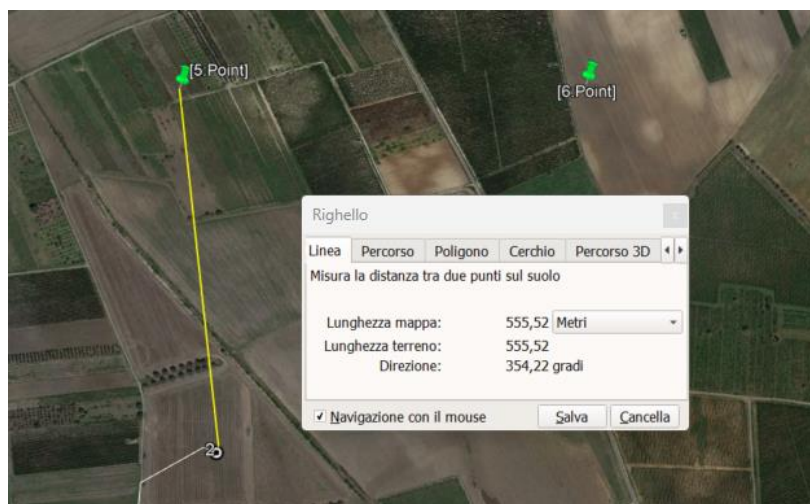 [5.Point]
[6.Point]
Righello
Linea Percorso Poligono Cerchio Percorso 3D
Misura la distanza tra due punti sul suolo
Lunghezza mappa: 555,52 Metri
Lunghezza terreno: 555,52
Direzione: 354,22 gradi
Navigazione con il mouse Salva Cancella
2